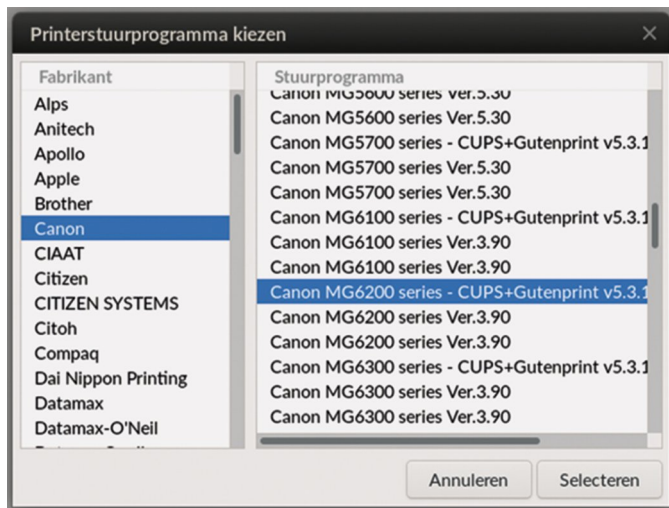 Printerstuurprogramma kiezen
Fabrikant
Alps
Anitech
Apollo
Apple
Brother
Canon
CIAAT
Citizen
CITIZEN SYSTEMS
Citoh
Compaq
Dai Nippon Printing
Datamax
Datamax-O'Neil
Stuurprogramma
Canon MG5600 series Ver.5.30
Canon MG5600 series Ver.5.30
Canon MG5700 series - CUPS+Gutenprint v5.3.1
Canon MG5700 series Ver.5.30
Canon MG5700 series Ver.5.30
Canon MG6100 series - CUPS+Gutenprint v5.3.1
Canon MG6100 series Ver.3.90
Canon MG6100 series Ver.3.90
Canon MG6200 series - CUPS+Gutenprint v5.3.1
Canon MG6200 series Ver.3.90
Canon MG6200 series Ver.3.90
Canon MG6300 series - CUPS+Gutenprint v5.3.1
Canon MG6300 series Ver.3.90
Canon MG6300 series Ver.3.90
Annuleren
Selecteren